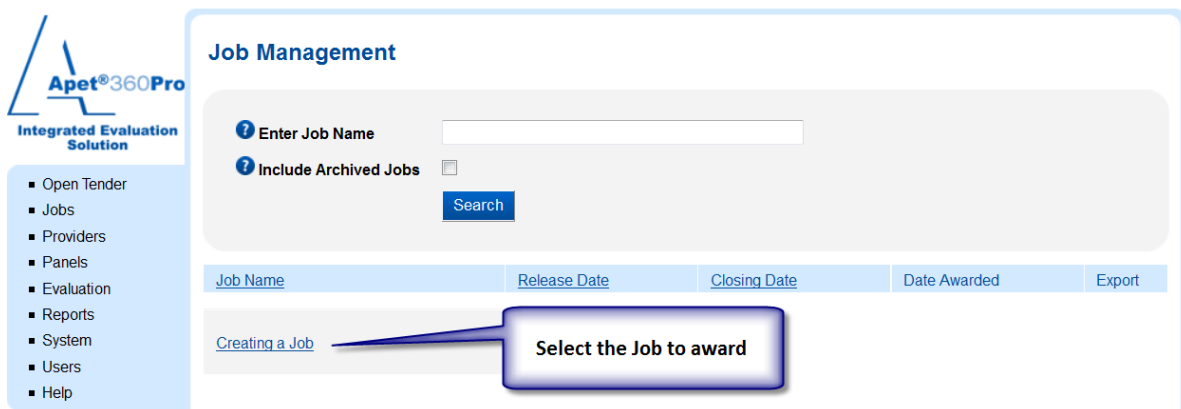 Apet®360Pro
Integrated Evaluation
Solution
Open Tender
Jobs
Providers
Panels
Evaluation
Reports
System
Users
Help
Job Management
? Enter Job Name
? Include Archived Jobs
Search
Job Name Release Date Closing Date Date Awarded Export
Creating a Job
Select the Job to award